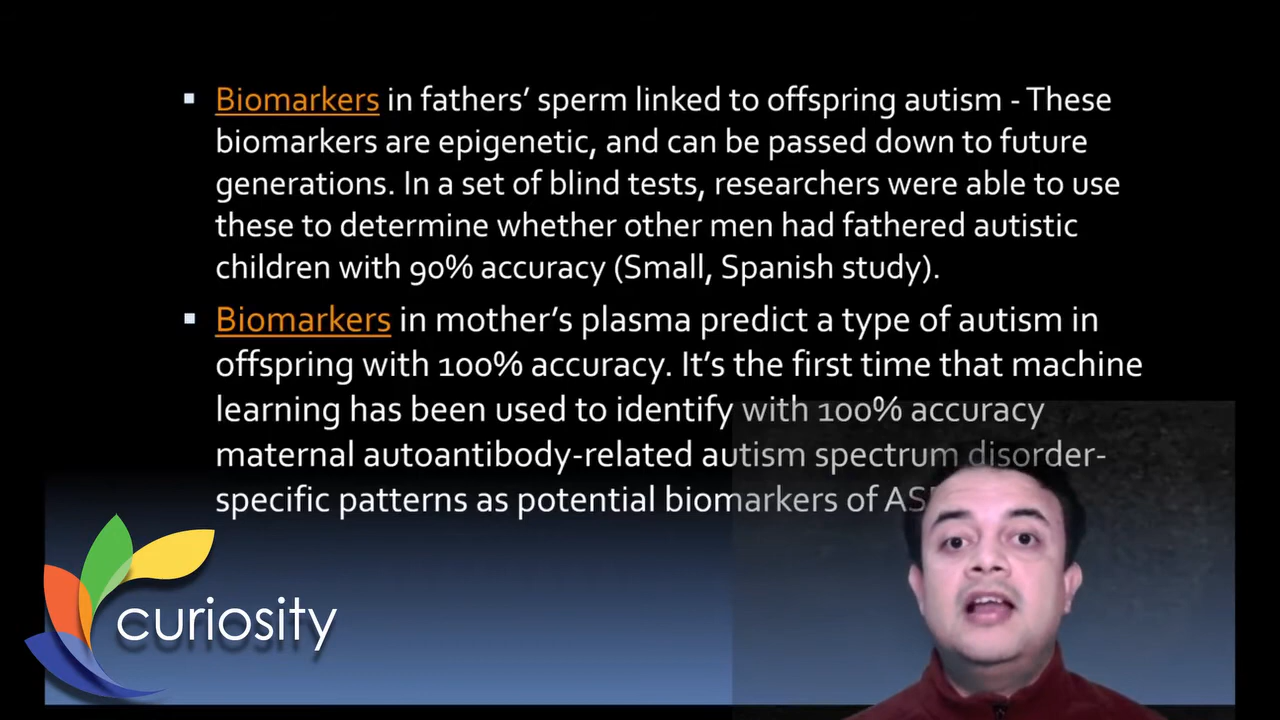 Biomarkers in fathers’ sperm linked to offspring autism - These
biomarkers are epigenetic, and can be passed down to future
generations. In a set of blind tests, researchers were able to use
these to determine whether other men had fathered autistic
children with 90% accuracy (Small, Spanish study).
Biomarkers in mother’s plasma predict a type of autism in
offspring with 100% accuracy. It’s the first time that machine
learning has been used to identify with 100% accuracy
maternal autoantibody-related autism spectrum disorder-
specific patterns as potential biomarkers of
curiosity